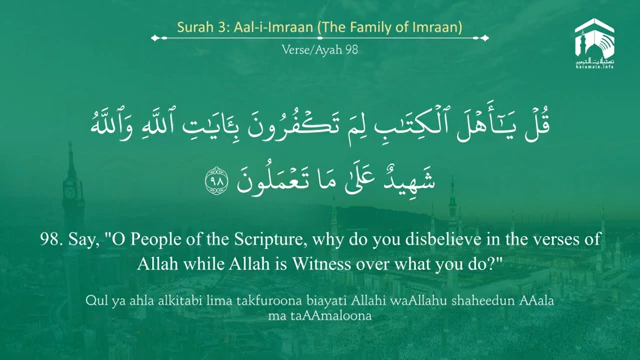 Surah 3: Aal-i-Imraan (The Family of Imraan)
Verse/Ayah 98
haramain.info
قُلْ يَـٰٓأَهْلَ ٱلْكِتَـٰبِ لِمَ تَكْفُرُونَ بِـَٔايَـٰتِ ٱللَّهِ وَٱللَّهُ
شَهِيدٌ عَلَىٰ مَا تَعْمَلُونَ ٩٨
98. Say, "O People of the Scripture, why do you disbelieve in the verses of
Allah while Allah is Witness over what you do?"
Qul ya ahla alkitabi lima takfuroona biayati Allahi waAllahu shaheedun AAala
ma taAAmaloona